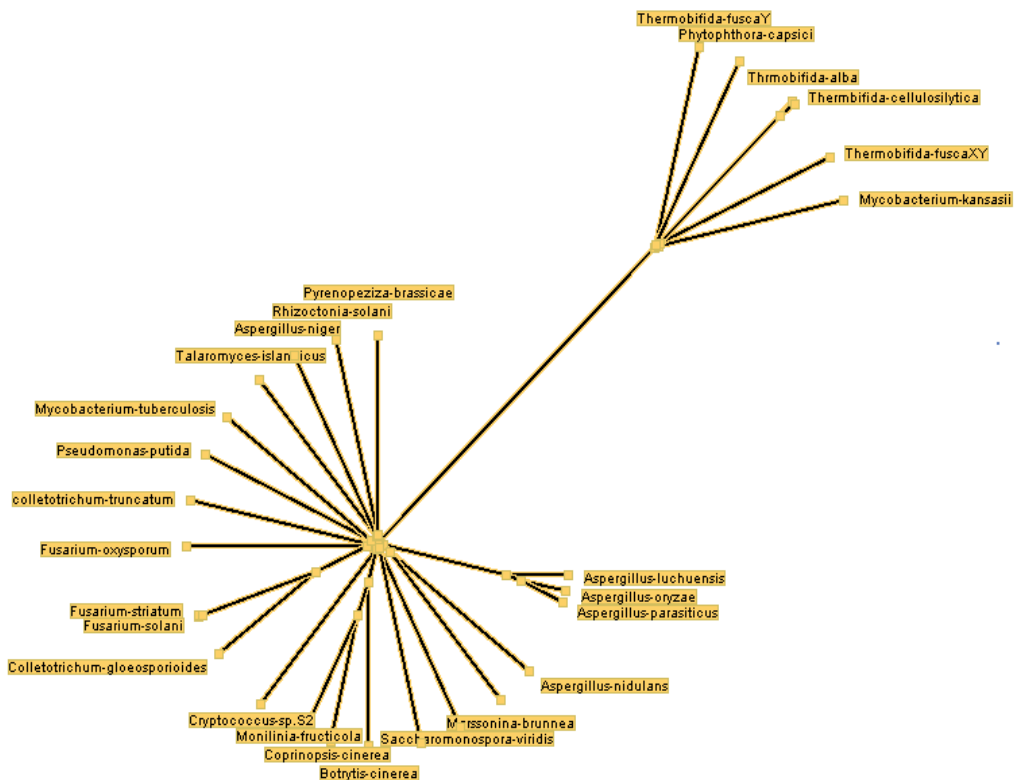 Thermobifida-fuscaY
Phytophthora-capsici
Thrmobifida-alba
Thermbifida-cellulosilytica
Thermobifida-fuscaXY
Mycobacterium-kansasii
Pyrenopeziza-brassicae
Rhizoctonia-solani
Aspergillus-niger
Talaromyces-islandicus
Mycobacterium-tuberculosis
Pseudomonas-putida
colletotrichum-truncatum
Fusarium-oxysporum
Aspergillus-luchuensis
Aspergillus-oryzae
Aspergillus-parasiticus
Fusarium-striatum
Fusarium-solani
Colletotrichum-gloeosporioides
Aspergillus-nidulans
Cryptococcus-sp.S2
Marssonina-brunnea
Monilinia-fructicola
Saccharomonospora-viridis
Coprinopsis-cinerea
Botrytis-cinerea